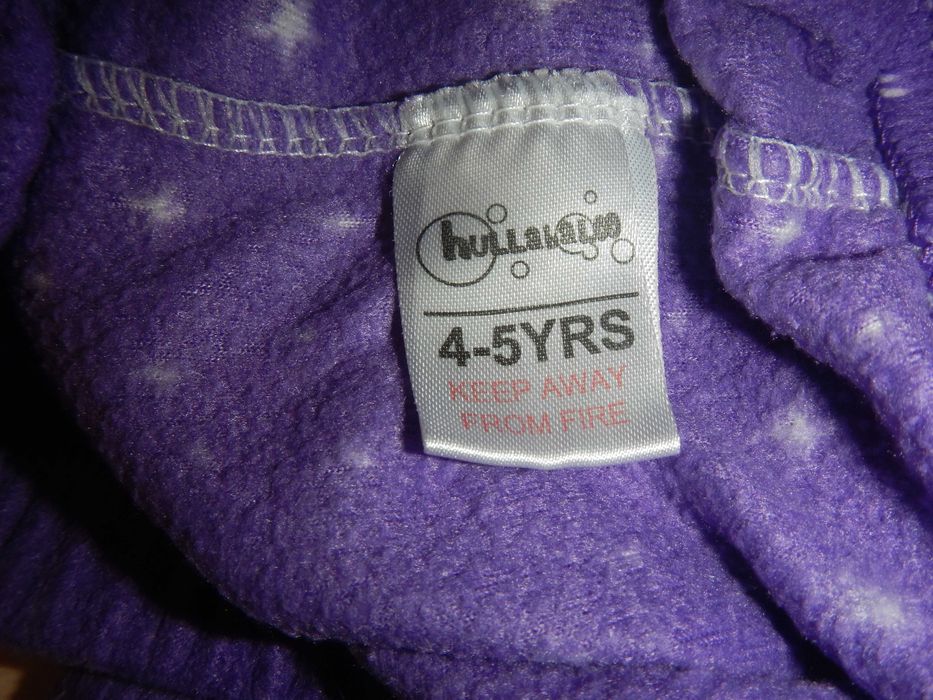 hullabaloo
4-5YRS
KEEP AWAY
FROM FIRE